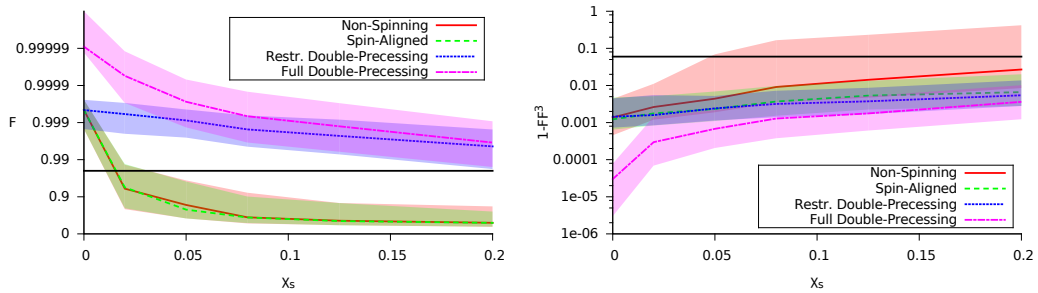 Non-Spinning
Spin-Aligned
Restr. Double-Precessing
Full Double-Precessing
0.99999
0.9999
0.999
0.99
0.9
0
F
0 0.05 0.1 0.15 0.2
χs
1
0.1
0.01
0.001
0.0001
1e-05
1e-06
1-FF³
Non-Spinning
Spin-Aligned
Restr. Double-Precessing
Full Double-Precessing
0 0.05 0.1 0.15 0.2
χs